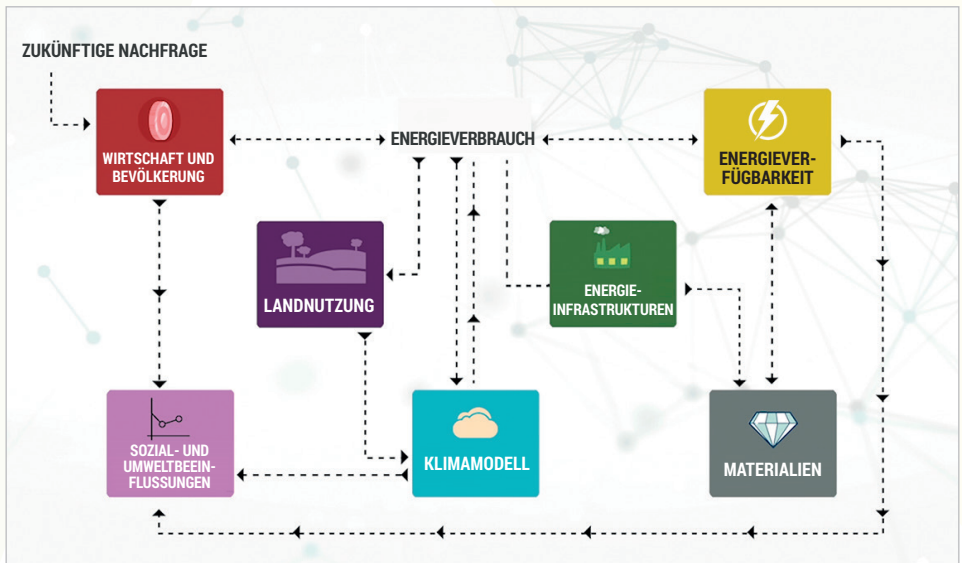 ZUKÜNFTIGE NACHFRAGE
WIRTSCHAFT UND
BEVÖLKERUNG
ENERGIEVERBRAUCH
ENERGIEVER-
FÜGBARKEIT
LANDNUTZUNG
ENERGIE-
INFRASTRUKTUREN
SOZIAL- UND
UMWELTBEEIN-
FLUSSUNGEN
KLIMAMODELL
MATERIALIEN